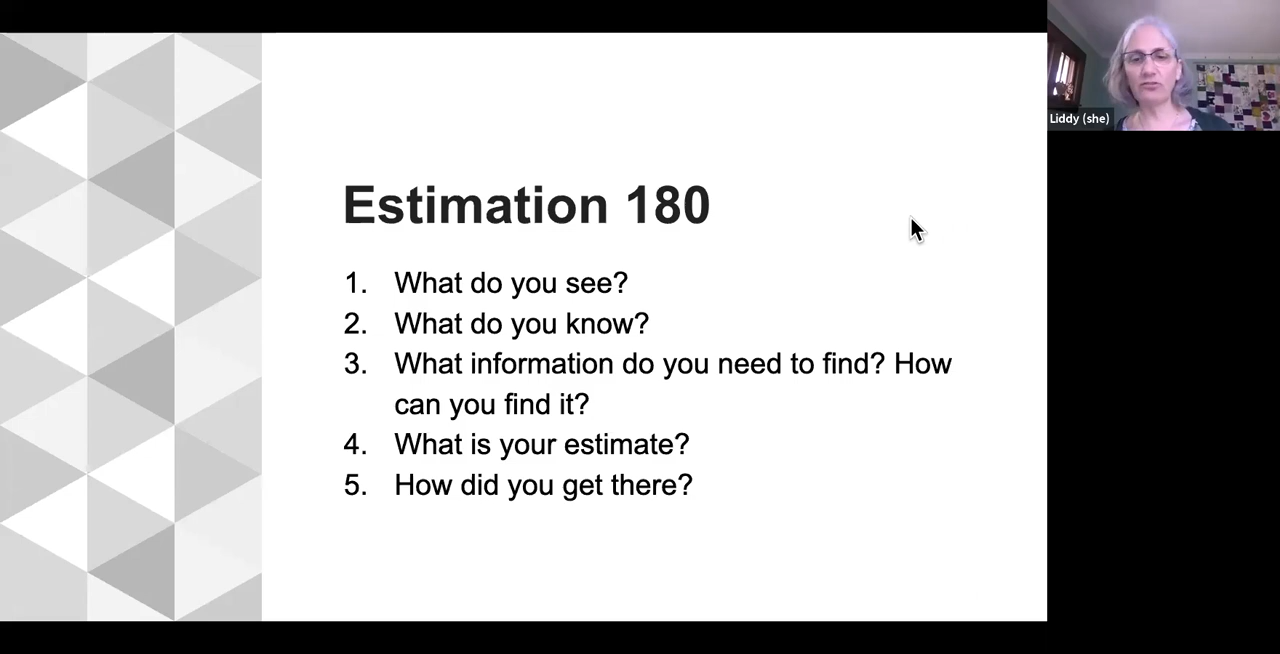 Liddy (she)
Estimation 180
1. What do you see?
2. What do you know?
3. What information do you need to find? How
can you find it?
4. What is your estimate?
5. How did you get there?